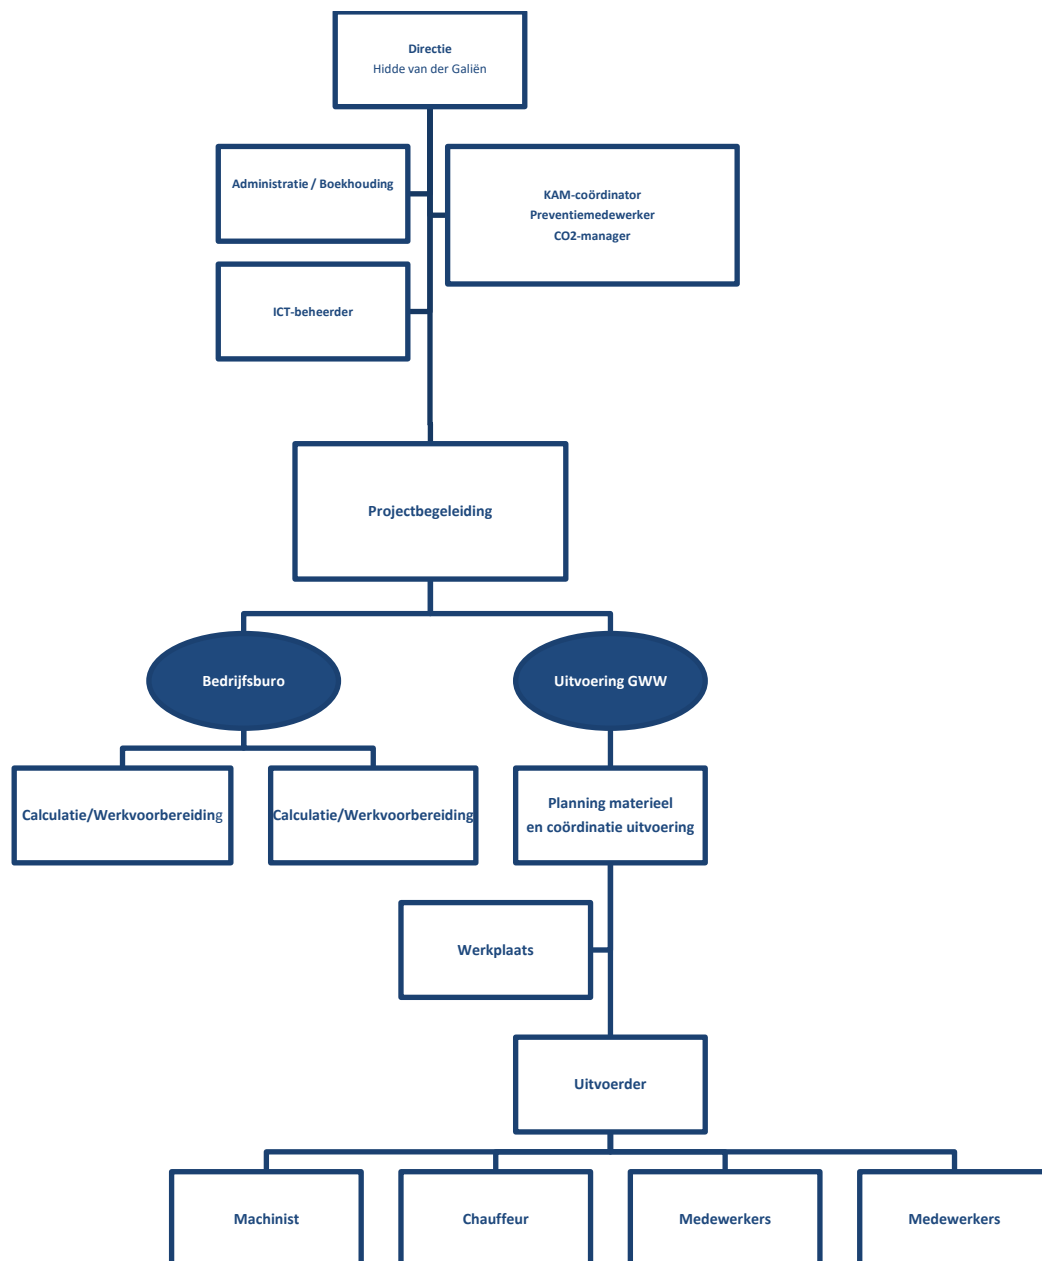 Directie
Hidde van der Galiën
Administratie / Boekhouding
KAM-coördinator
Preventiemedewerker
CO2-manager
ICT-beheerder
Projectbegeleiding
Bedrijfsburo
Uitvoering GWW
Calculatie/Werkvoorbereiding
Calculatie/Werkvoorbereiding
Planning materieel
en coördinatie uitvoering
Werkplaats
Uitvoerder
Machinist
Chauffeur
Medewerkers
Medewerkers